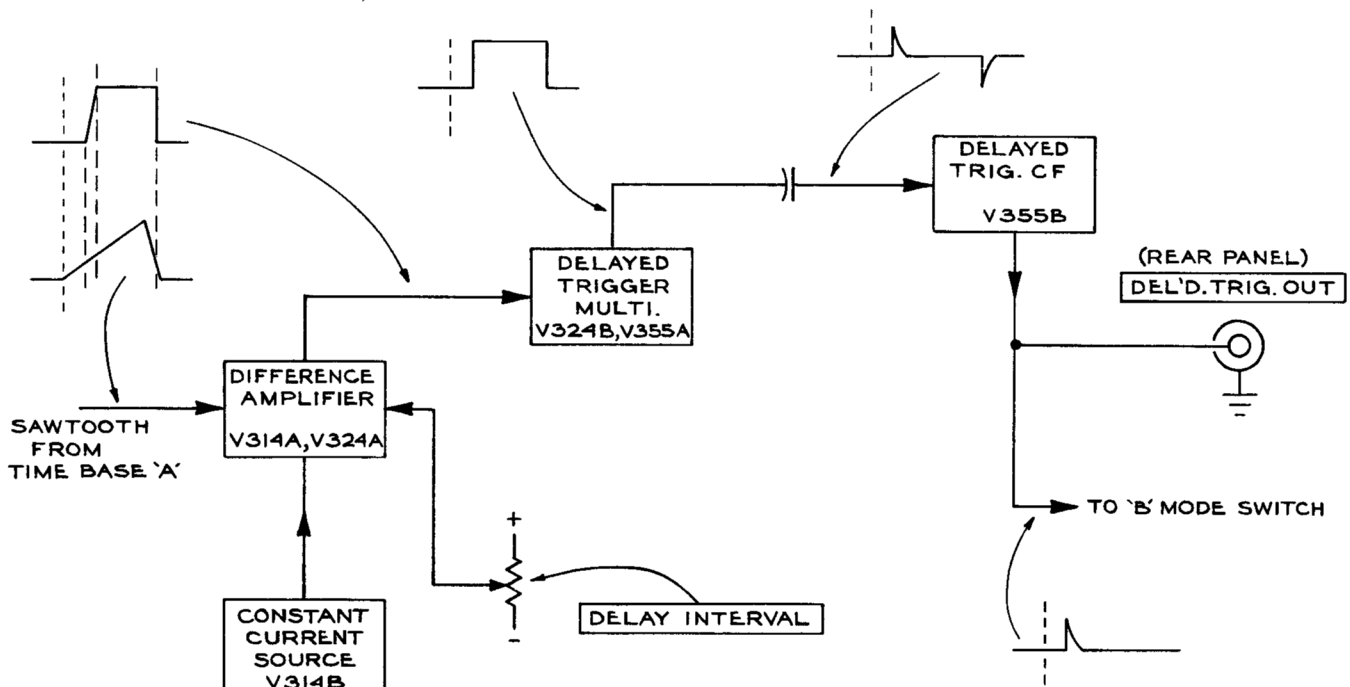 DELAYED
TRIG. CF
V355B
(REAR PANEL)
DEL'D. TRIG. OUT
DELAYED
TRIGGER
MULTI.
V324B, V355A
DIFFERENCE
AMPLIFIER
V314A, V324A
SAWTOOTH
FROM
TIME BASE 'A'
+
-
DELAY INTERVAL
TO 'B' MODE SWITCH
CONSTANT
CURRENT
SOURCE
V314B